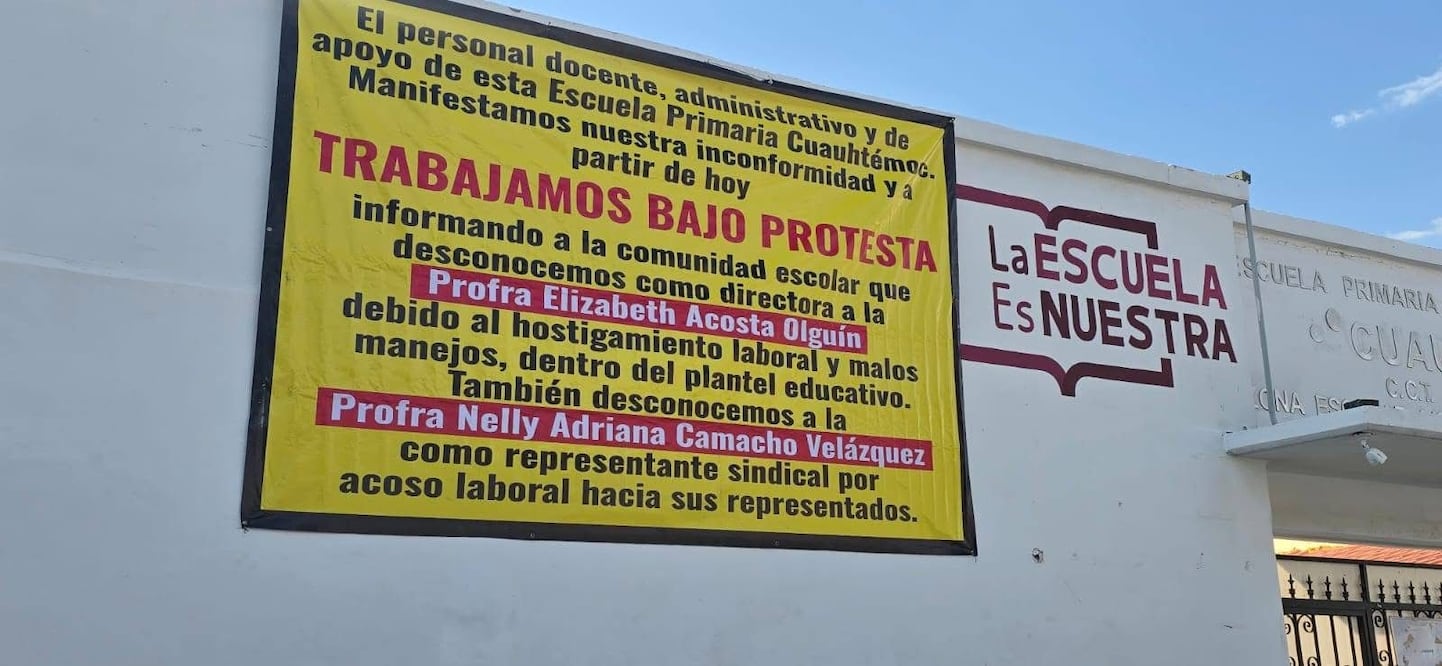 El personal docente, administrativo y de
apoyo de esta Escuela Primaria Cuauhtémoc.
Manifestamos nuestra inconformidad y a
partir de hoy
TRABAJAMOS BAJO PROTESTA
informando a la comunidad escolar que
desconocemos como directora a la
Profra Elizabeth Acosta Olguín
debido al hostigamiento laboral y malos
manejos, dentro del plantel educativo.
También desconocemos a la
Profra Nelly Adriana Camacho Velázquez
como representante sindical por
acoso laboral hacia sus representados.
La ESCUELA
Es NUESTRA
ESCUELA PRIMARIA
"CUAU
C.C.T.
ZONA ESC